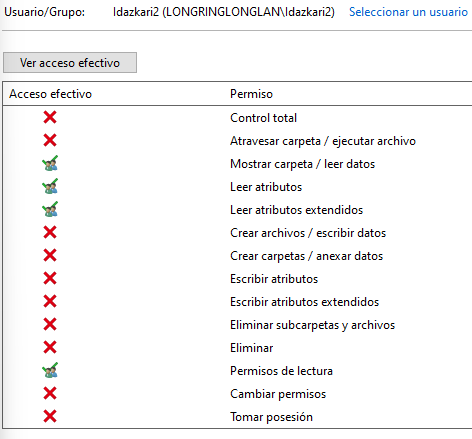 Usuario/Grupo: Idazkari2 (LONGRINGLONGLAN\Idazkari2) Seleccionar un usuario
Ver acceso efectivo
Acceso efectivo Permiso
Control total
Atravesar carpeta / ejecutar archivo
Mostrar carpeta / leer datos
Leer atributos
Leer atributos extendidos
Crear archivos / escribir datos
Crear carpetas / anexar datos
Escribir atributos
Escribir atributos extendidos
Eliminar subcarpetas y archivos
Eliminar
Permisos de lectura
Cambiar permisos
Tomar posesión